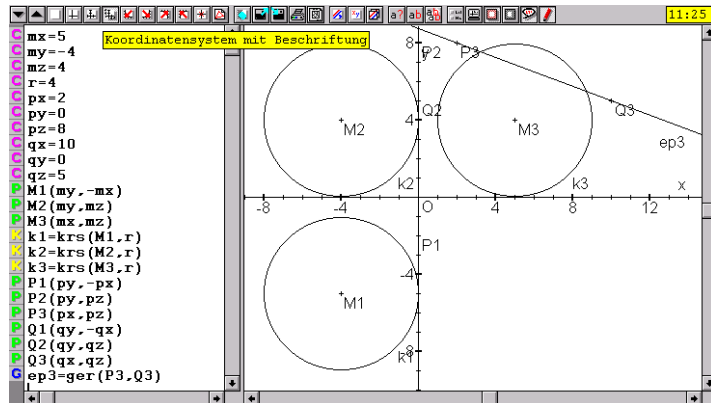 11:25
Koordinatensystem mit Beschriftung
C mx=5
C my=-4
C mz=4
C r=4
C px=2
C py=0
C pz=8
C qx=10
C qy=0
C qz=5
P M1(my,-mx)
P M2(my,mz)
P M3(mx,mz)
K k1=krs(M1,r)
K k2=krs(M2,r)
K k3=krs(M3,r)
P P1(py,-px)
P P2(py,pz)
P P3(px,pz)
P Q1(qy,-qx)
P Q2(qy,qz)
P Q3(qx,qz)
G ep3=ger(P3,Q3)
8 y P2 P3
Q2 Q3
4 M2 M3
ep3
k2 k3 x
-8 -4 O 4 8 12
P1
-4
M1
k1 -8